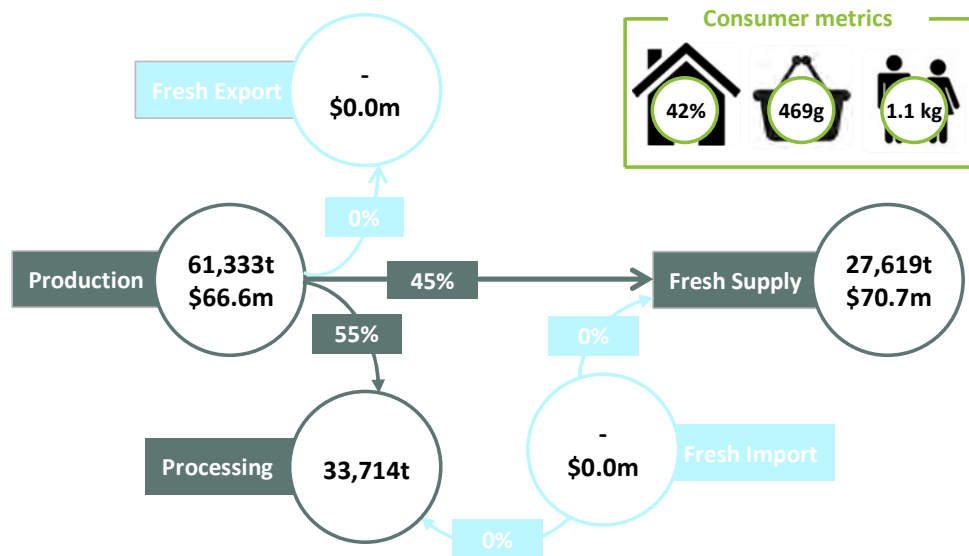 Consumer metrics
42%
469g
1.1 kg
Fresh Export
-
$0.0m
0%
Production
61,333t
$66.6m
45%
Fresh Supply
27,619t
$70.7m
55%
0%
Processing
33,714t
-
$0.0m
Fresh Import
0%